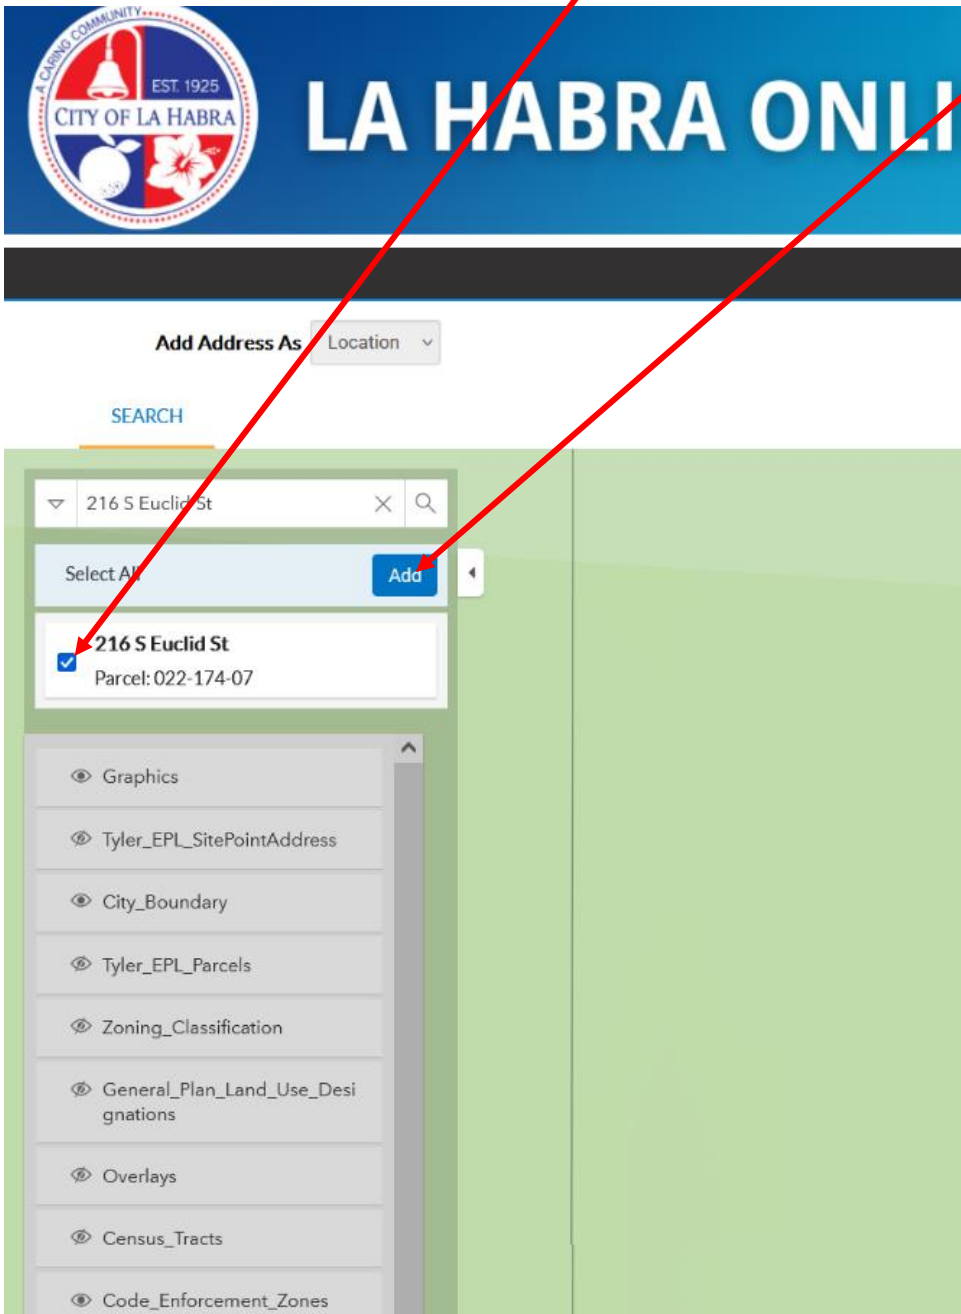 A CARING COMMUNITY
EST. 1925
CITY OF LA HABRA
LA HABRA ONLI
Add Address As
Location
SEARCH
216 S Euclid St
Select All
Add
216 S Euclid St
Parcel: 022-174-07
Graphics
Tyler_EPL_SitePointAddress
City_Boundary
Tyler_EPL_Parcels
Zoning_Classification
General_Plan_Land_Use_Desi
gnations
Overlays
Census_Tracts
Code_Enforcement_Zones